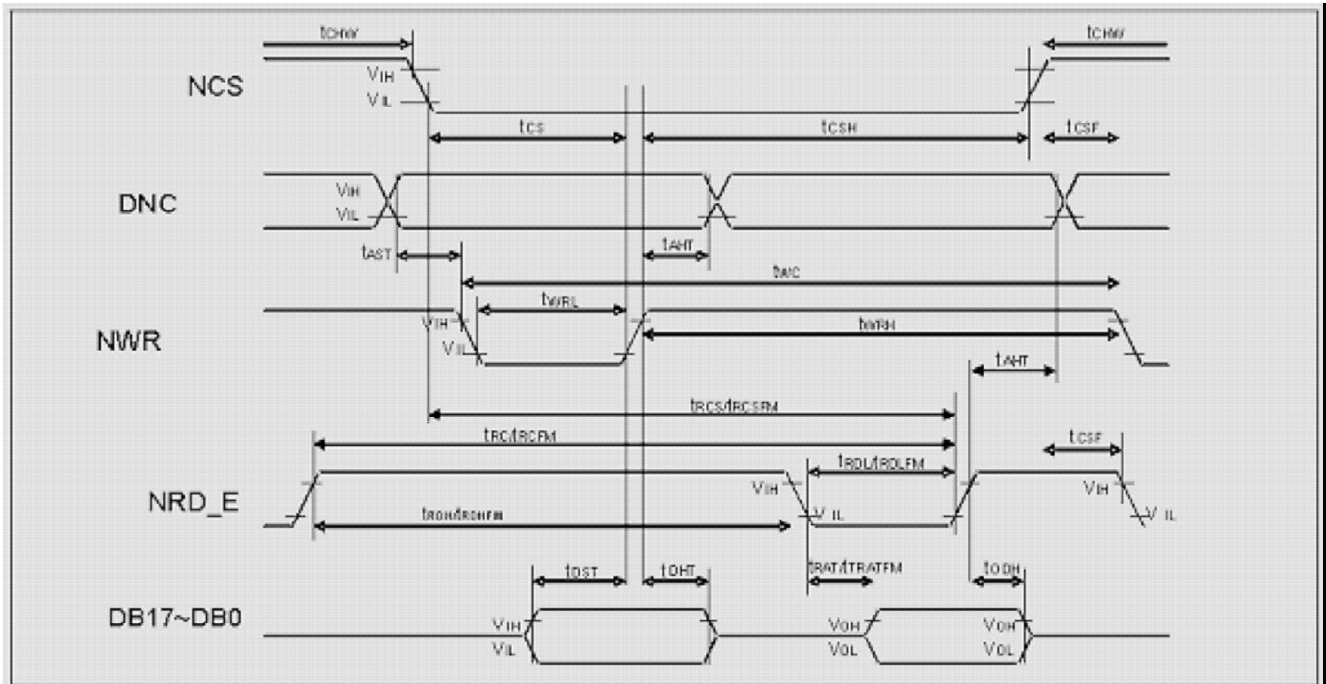 tCHW tCHW
NCS VIH
VIL
tCS tCSH tCSF
DNC VIH
VIL
tAST tAHT
tWC
tWRL
NWR VIH tWRH
VIL
tAHT
tRCS/tRCSFM
tRC/tRCFM tCSF
tRDL/tRDLFM
NRD_E VIH VIH
tRDH/tRDHFM VIL VIL
tDST tDHT tRAT/tTRATFM tODH
DB17~DB0 VIH VOH VOH
VIL VOL VOL